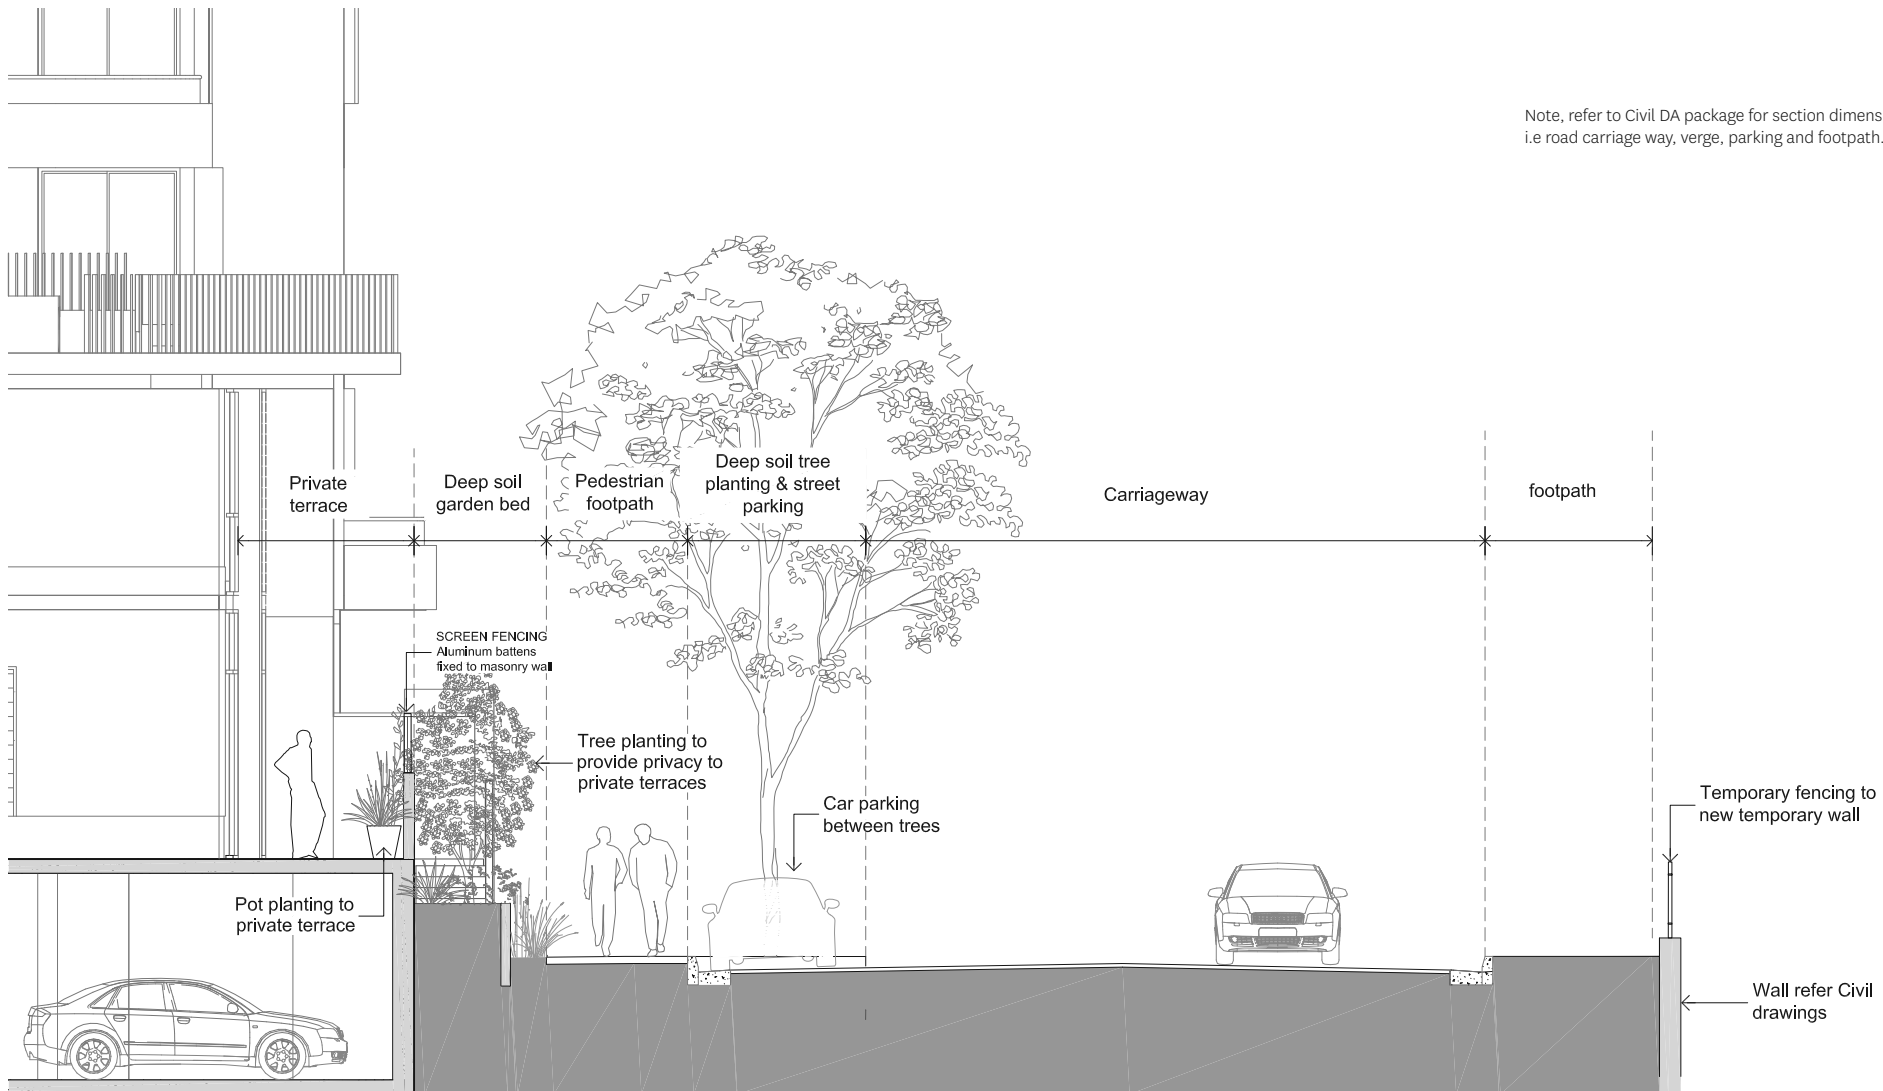 Note, refer to Civil DA package for section dimens
i.e road carriage way, verge, parking and footpath.
Private
terrace
Deep soil
garden bed
Pedestrian
footpath
Deep soil tree
planting & street
parking
Carriageway
footpath
SCREEN FENCING
Aluminum battens
fixed to masonry wall
Tree planting to
provide privacy to
private terraces
Car parking
between trees
Temporary fencing to
new temporary wall
Pot planting to
private terrace
Wall refer Civil
drawings